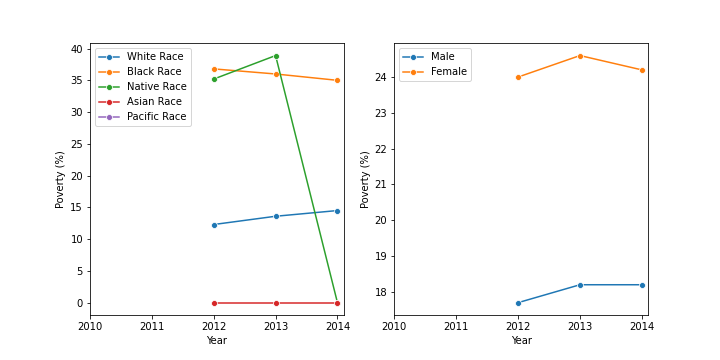 White Race
Black Race
Native Race
Asian Race
Pacific Race
40
35
30
25
20
15
10
5
0
Poverty (%)
2010 2011 2012 2013 2014
Year
Male
Female
24
23
22
21
20
19
18
Poverty (%)
2010 2011 2012 2013 2014
Year